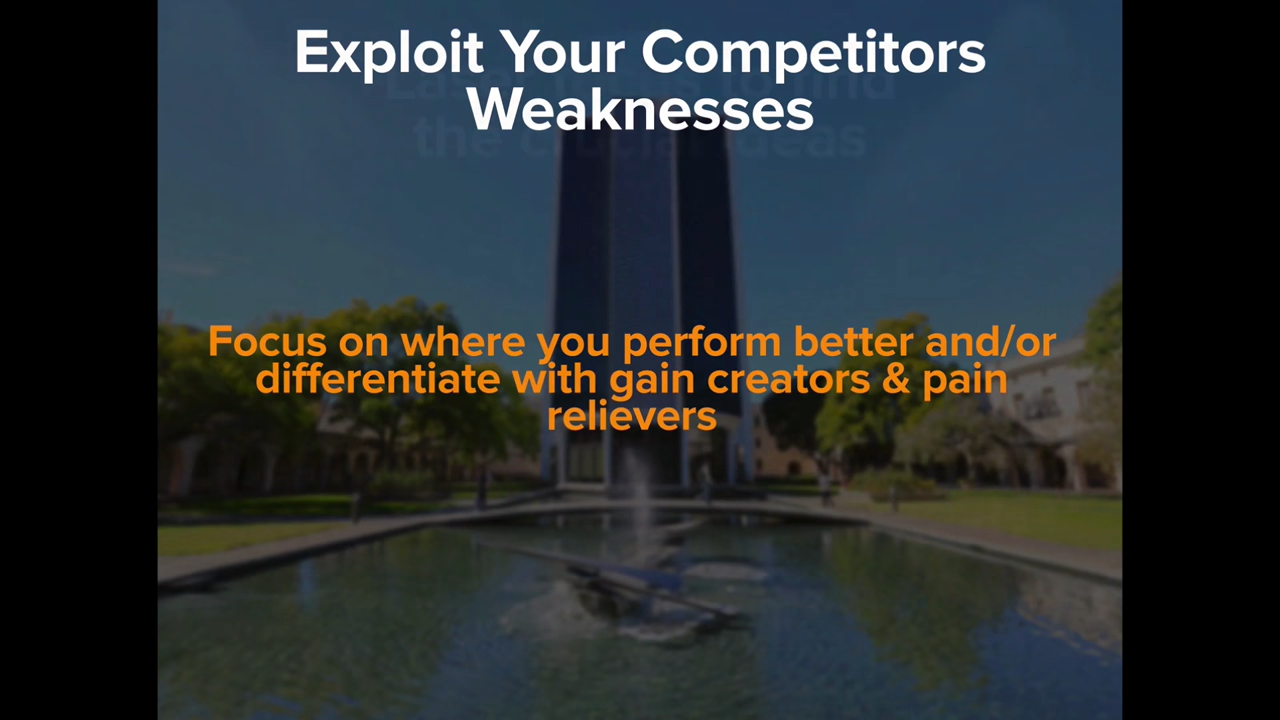 Exploit Your Competitors
Weaknesses
Focus on where you perform better and/or
differentiate with gain creators & pain
relievers